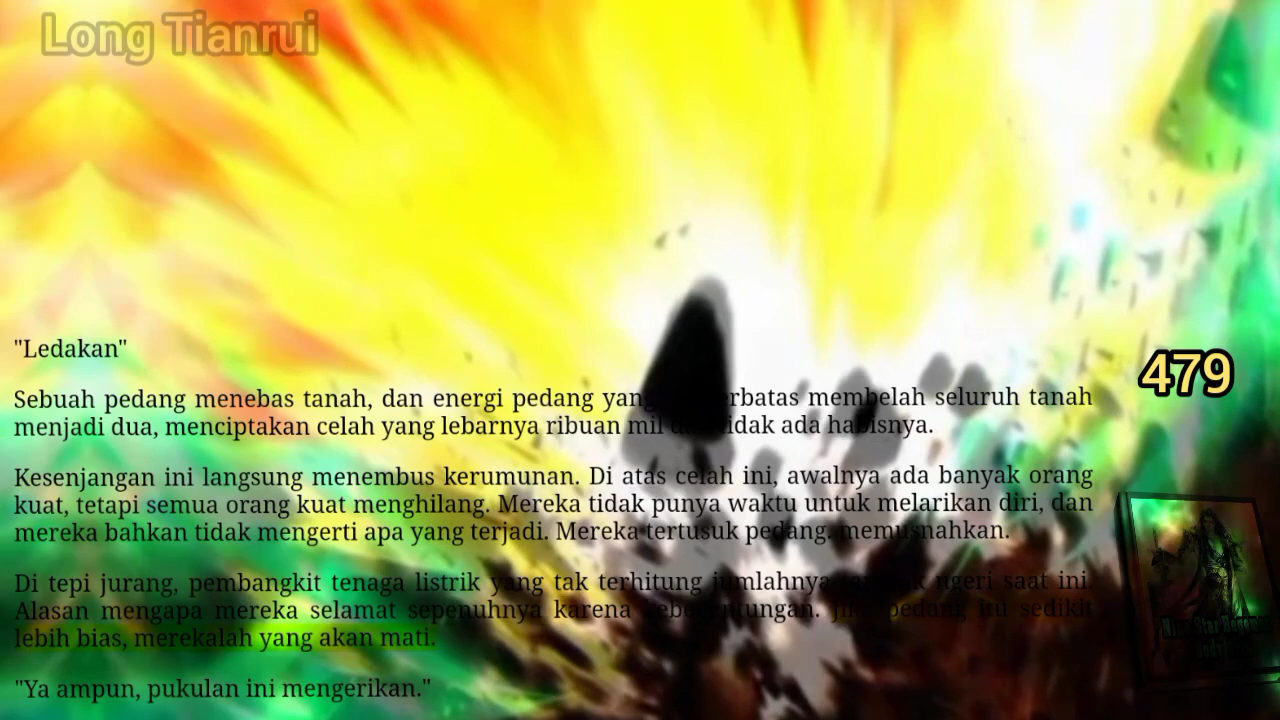 Long Tianrui
"Ledakan"
Sebuah pedang menebas tanah, dan energi pedang yang membelah seluruh tanah
menjadi dua, menciptakan celah yang lebarnya ribuan mil tidak ada habisnya.
Kesenjangan ini langsung menembus kerumunan. Di atas celah ini, awalnya ada banyak orang
kuat, tetapi semua orang kuat menghilang. Mereka tidak punya waktu untuk melarikan diri, dan
mereka bahkan tidak mengerti apa yang terjadi. Mereka tertusuk pedang. memusnahkan.
Di tepi jurang, pembangkit tenaga listrik yang tak terhitung jumlahnya ngeri saat ini.
Alasan mengapa mereka selamat sepenuhnya karena keberuntungan. Jika pedang itu sedikit
lebih bias, merekalah yang akan mati.
"Ya ampun, pukulan ini mengerikan."
479